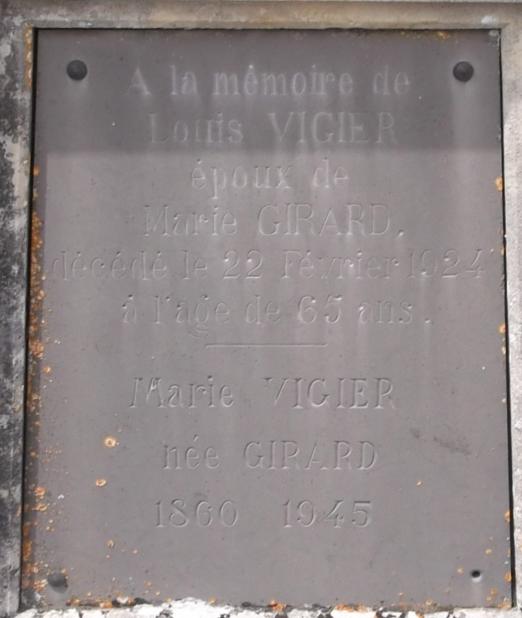 A la mémoire de
Louis VIGIER
époux de
Marie GIRARD,
décédé le 22 Février 1924
à l'age de 65 ans.
Marie VIGIER
née GIRARD
1860 1945